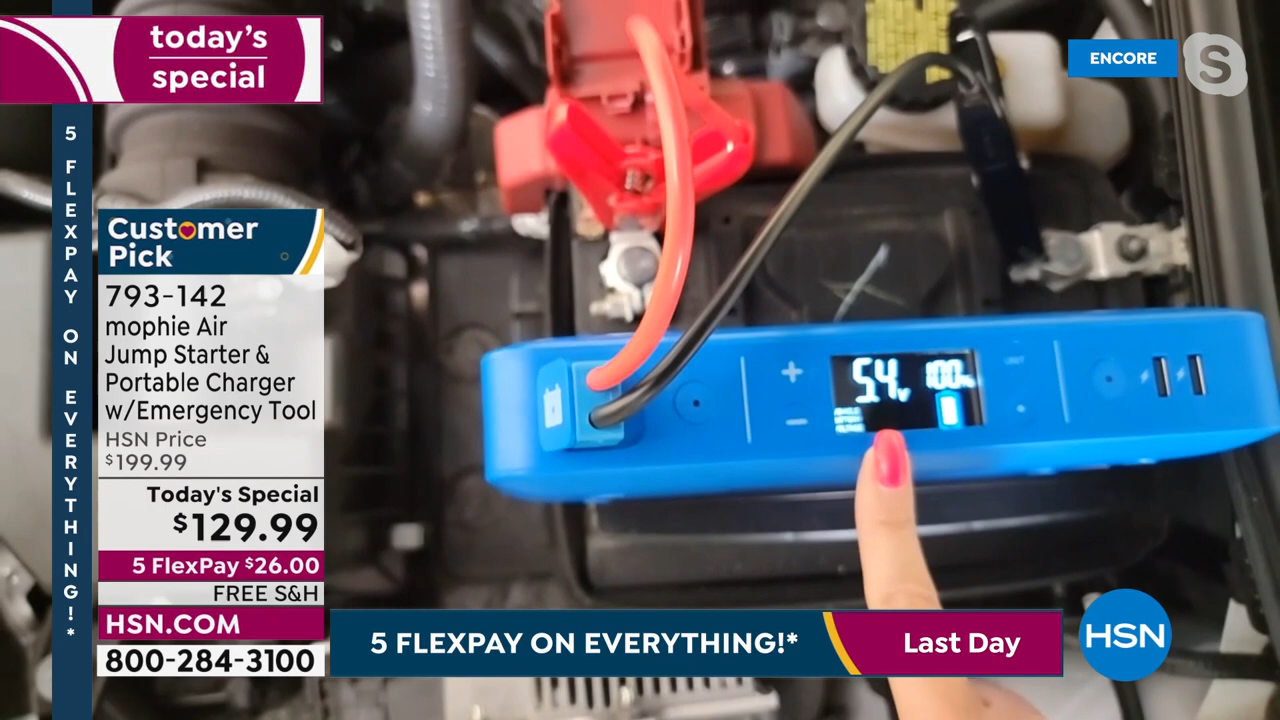 today's
special
5 FLEXPAY ON EVERYTHING!*
Customer
Pick
793-142
mophie Air
Jump Starter &
Portable Charger
w/Emergency Tool
HSN Price
$199.99
Today's Special
$129.99
5 FlexPay $26.00
FREE S&H
HSN.COM
800-284-3100
ENCORE
S
+
5.4v 100%
-
5 FLEXPAY ON EVERYTHING!*
Last Day
HSN